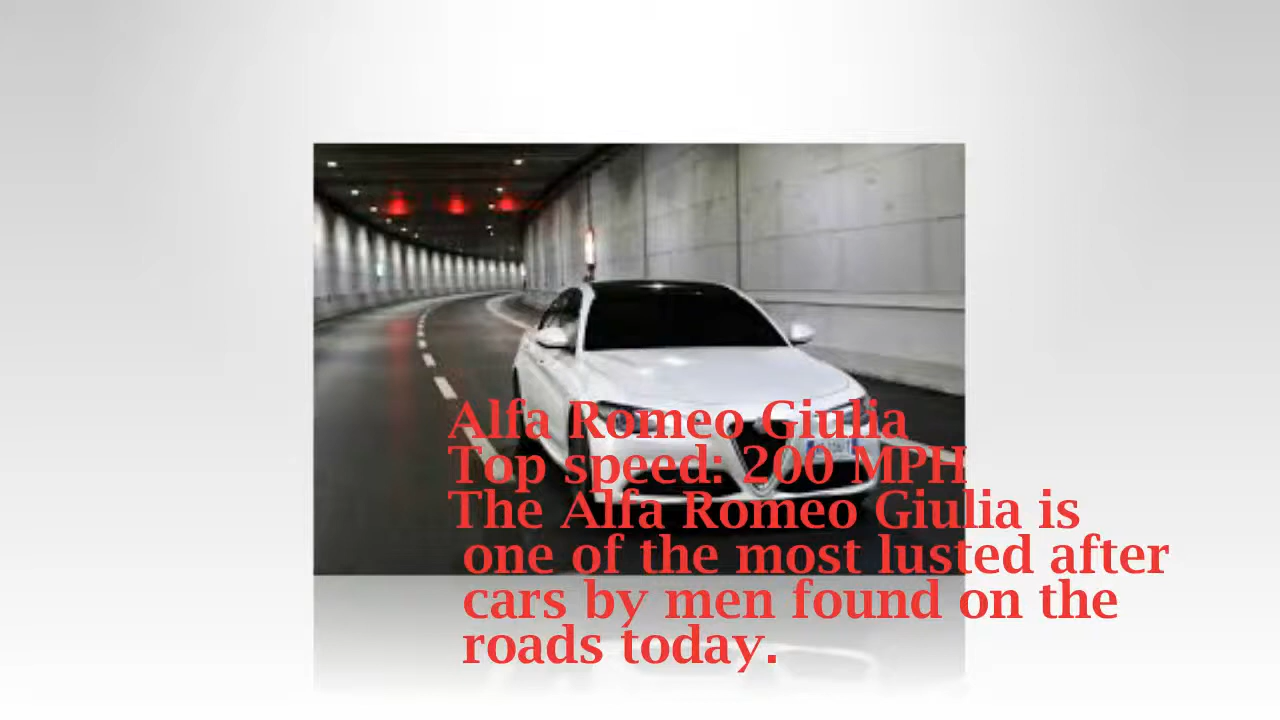 Alfa Romeo Giulia
Top speed: 200 MPH
The Alfa Romeo Giulia is
one of the most lusted after
cars by men found on the
roads today.